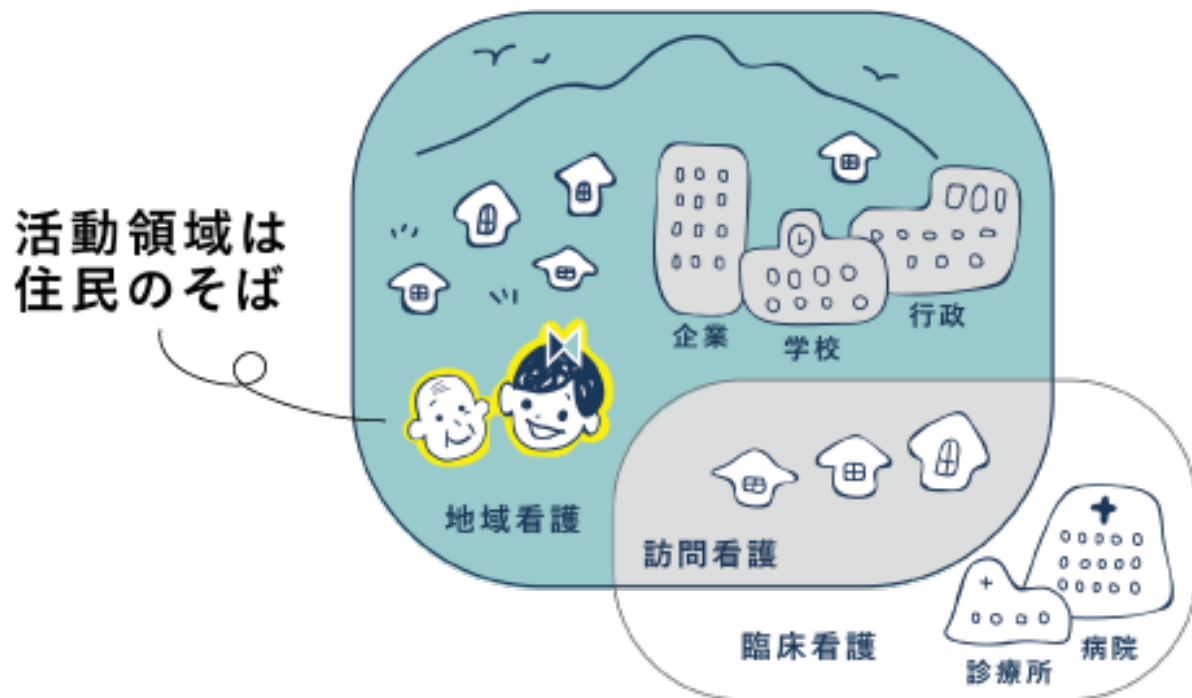 活動領域は
住民のそば
企業
学校
行政
地域看護
訪問看護
臨床看護
診療所
病院